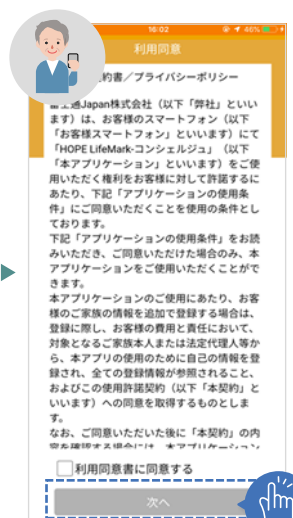 16:02 46%
利用同意
約書／プライバシーポリシー
富士通Japan株式会社（以下「弊社」といい
ます）は、お客様のスマートフォン（以下
「お客様スマートフォン」といいます）にて
「HOPE LifeMark-コンシェルジュ」（以下
「本アプリケーション」といいます）をご使
用いただく権利をお客様に対して許諾するに
あたり、下記「アプリケーションの使用条
件」にご同意いただくことを使用の条件とし
ております。
下記「アプリケーションの使用条件」をお読
みいただき、ご同意いただけた場合のみ、本
アプリケーションをご使用いただくことがで
きます。
本アプリケーションのご使用にあたり、お客
様のご家族の情報を追加で登録する場合は、
登録に際し、お客様の費用と責任において、
対象となるご家族本人または法定代理人等か
ら、本アプリの使用のために自己の情報を登
録され、全ての登録情報が参照されること、
およびこの使用許諾契約（以下「本契約」と
いいます）への同意を取得するものとしま
す。
なお、ご同意いただいた後に「本契約」の内
容を確認する場合には、本アプリケーション
利用同意書に同意する
次へ